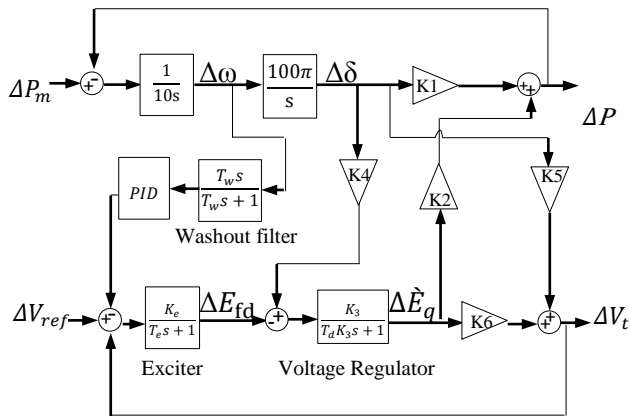 ΔP_m
+ -
1
10s
Δω
100π
s
Δδ
K1
+ +
ΔP
PID
T_w s
T_w s + 1
Washout filter
K4
K2
K5
ΔV_ref
+ -
K_e
T_e s + 1
ΔE_fd
- +
K_3
T_d K_3 s + 1
ΔÈ_q
K6
+ +
ΔV_t
Exciter
Voltage Regulator